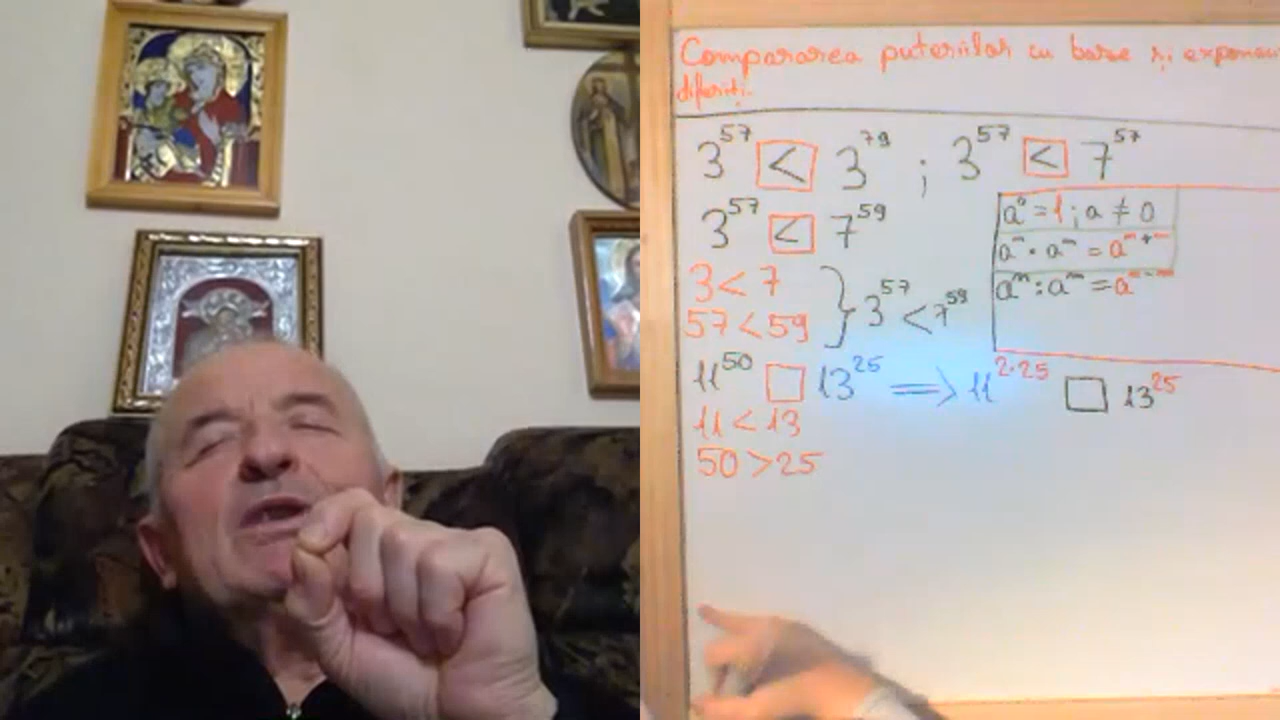 Compararea puterilor cu baze și exponenți
diferiți.
3^57 < 3^79 ; 3^57 < 7^57
3^57 < 7^59
3 < 7
57 < 59 } 3^57 < 7^59
a^0 = 1 ; a ≠ 0
a^m · a^n = a^m+n
a^m : a^n = a^m-n
11^50 □ 13^25 ⟹ 11^2·25 □ 13^25
11 < 13
50 > 25